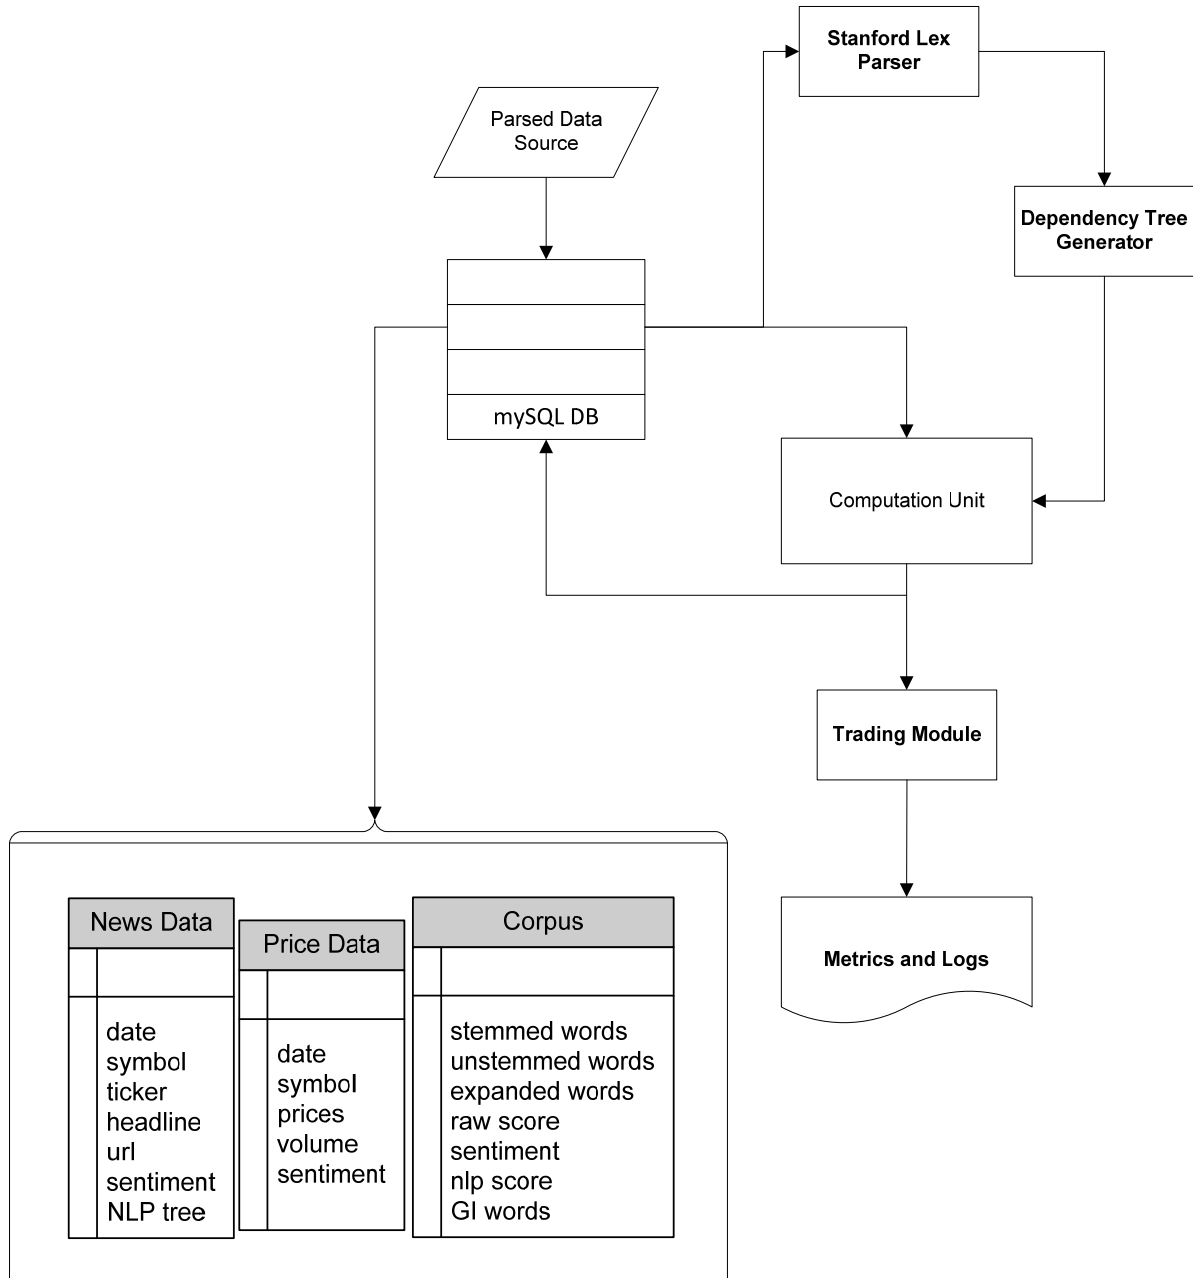 Stanford Lex
Parser
Parsed Data
Source
Dependency Tree
Generator
mySQL DB
Computation Unit
Trading Module
Metrics and Logs
News Data
date
symbol
ticker
headline
url
sentiment
NLP tree
Price Data
date
symbol
prices
volume
sentiment
Corpus
stemmed words
unstemmed words
expanded words
raw score
sentiment
nlp score
GI words